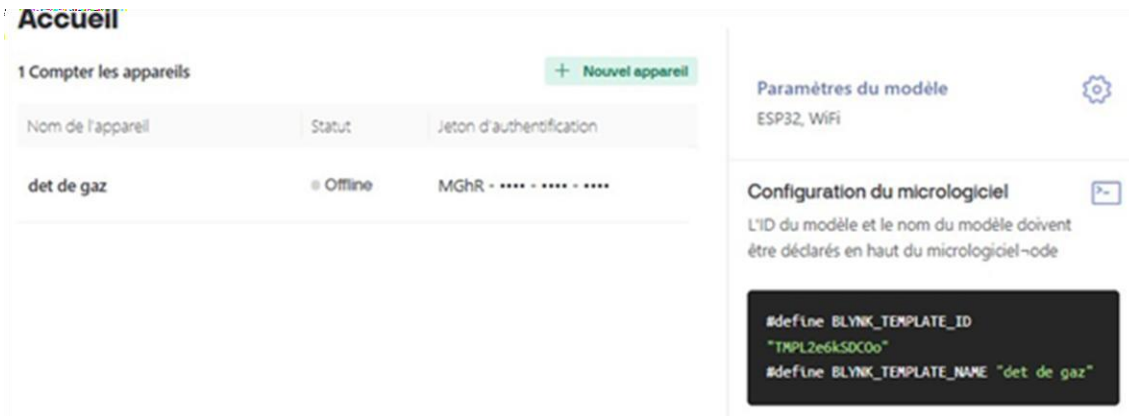 Accueil
1 Compter les appareils
+ Nouvel appareil
Nom de l'appareil Statut Jeton d'authentification
det de gaz Offline MGhR - •••• - •••• - ••••
Paramètres du modèle
ESP32, WiFi
Configuration du micrologiciel
L'ID du modèle et le nom du modèle doivent
être déclarés en haut du micrologiciel¬ode
#define BLYNK_TEMPLATE_ID
"TMPL2e6kSDCOo"
#define BLYNK_TEMPLATE_NAME "det de gaz"